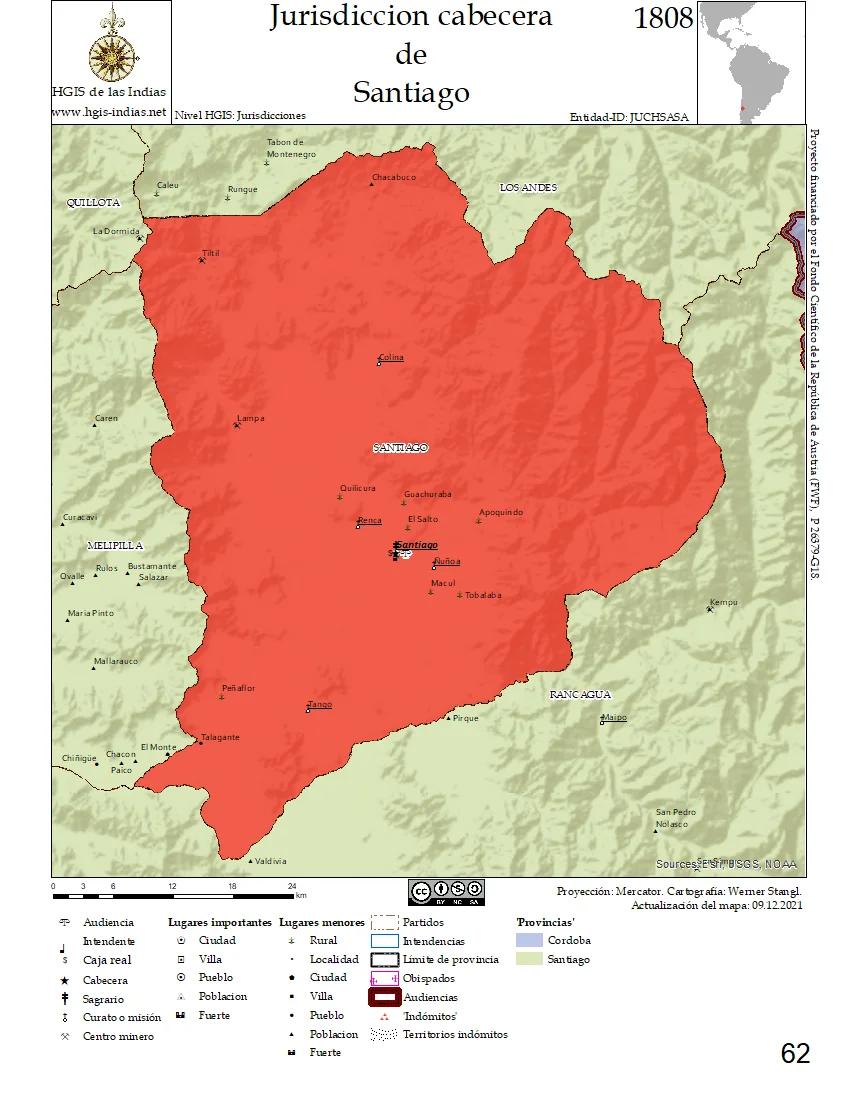 Jurisdiccion cabecera
de
Santiago
1808
HGIS de las Indias
www.hgis-indias.net
Nivel HGIS: Jurisdicciones
Entidad-ID: JUCHSASA
Proyecto financiado por el Fondo Científico de la República de Austria (FWF), P 26379-G18.
Tabon de
Montenegro
Chacabuco
Caleu
Rungue
LOS ANDES
QUILLOTA
La Dormida
Tiltil
Colina
Caren
Lampa
SANTIAGO
Quilicura
Guachuraba
Curacaví
Renca
El Salto
Apoquindo
MELIPILLA
Santiago
Ñuñoa
Rulos
Bustamante
Ovalle
Salazar
Macul
Tobalaba
Maria Pinto
Kempu
Mallarauco
Peñaflor
RANCAGUA
Tango
Pirque
Maipo
Talagante
El Monte
Chacon
Chiñigüe
Paico
San Pedro
Nolasco
Valdivia
Sources: Esri, USGS, NOAA
0 3 6 12 18 24
km
CC BY NC SA
Proyección: Mercator. Cartografía: Werner Stangl.
Actualización del mapa: 09.12.2021
Audiencia
Intendente
Caja real
Cabecera
Sagrario
Curato o misión
Centro minero
Lugares importantes
Ciudad
Villa
Pueblo
Poblacion
Fuerte
Lugares menores
Rural
Localidad
Ciudad
Villa
Pueblo
Poblacion
Fuerte
Partidos
Intendencias
Límite de provincia
Obispados
Audiencias
'Indómitos'
Territorios indómitos
'Provincias'
Cordoba
Santiago
62